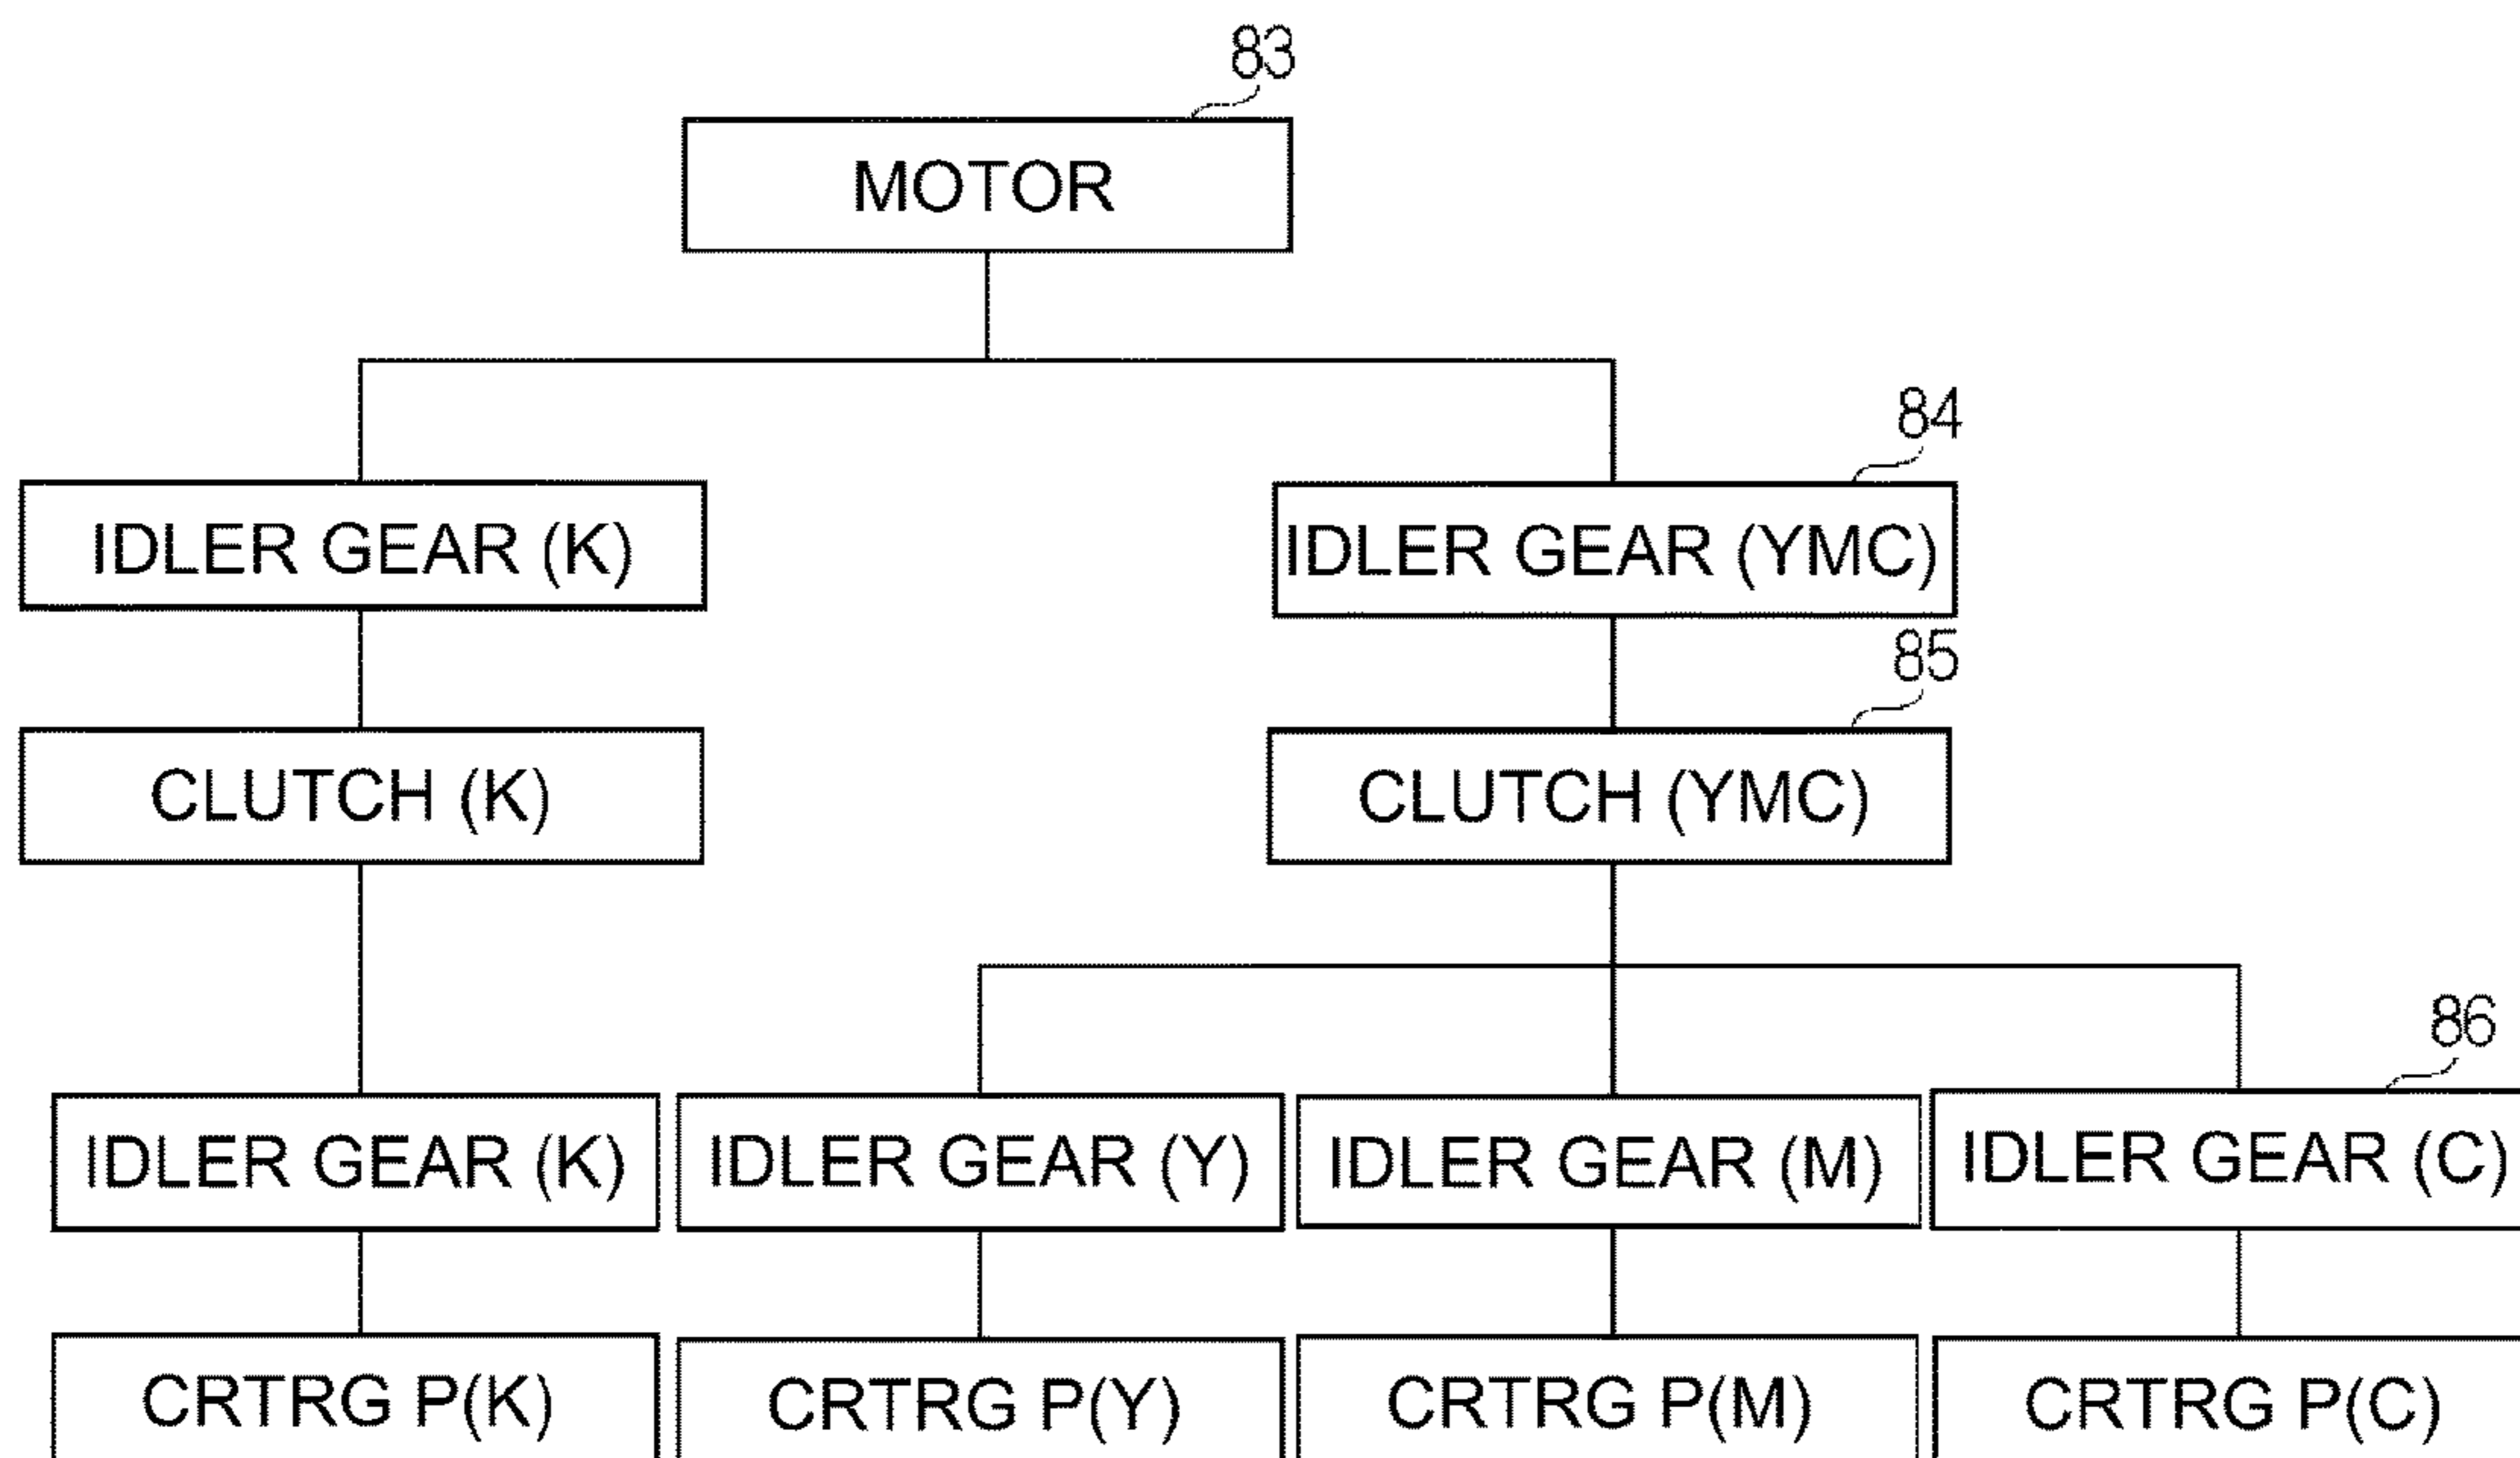 83
MOTOR
84
IDLER GEAR (K)
IDLER GEAR (YMC)
85
CLUTCH (K)
CLUTCH (YMC)
86
IDLER GEAR (K)
IDLER GEAR (Y)
IDLER GEAR (M)
IDLER GEAR (C)
CRTRG P(K)
CRTRG P(Y)
CRTRG P(M)
CRTRG P(C)